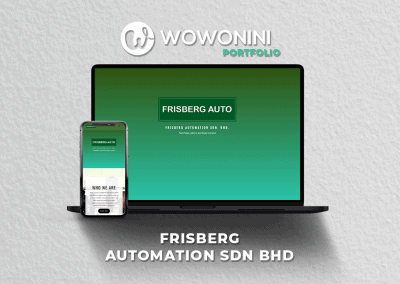 WOWONINI
PORTFOLIO
FRISBERG AUTO
FRISBERG AUTOMATION SDN. BHD.
FRISBERG AUTO
WHO WE ARE
FRISBERG
AUTOMATION SDN BHD